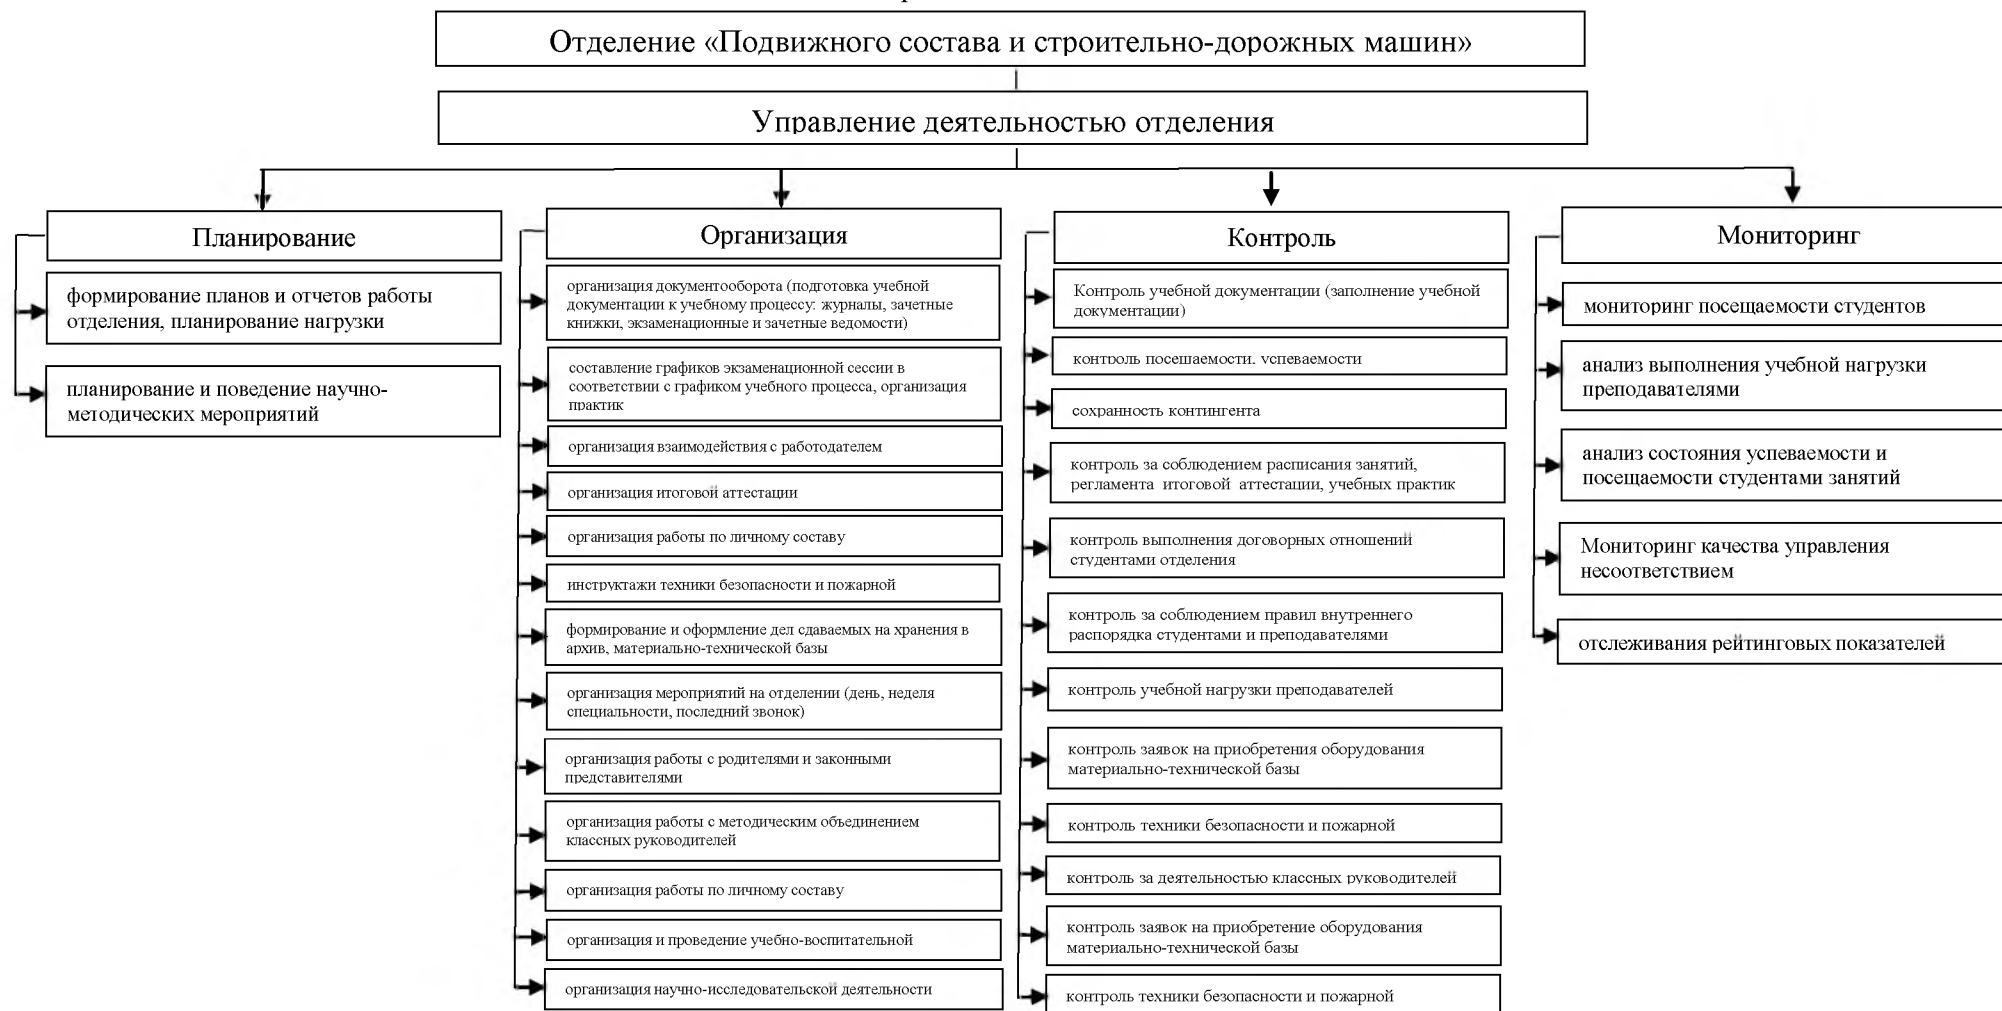 Отделение «Подвижного состава и строительно-дорожных машин»
Управление деятельностью отделения
Планирование
формирование планов и отчетов работы
отделения, планирование нагрузки
планирование и поведение научно-
методических мероприятий
Организация
организация документооборота (подготовка учебной
документации к учебному процессу: журналы, зачетные
книжки, экзаменационные и зачетные ведомости)
составление графиков экзаменационной сессии в
соответствии с графиком учебного процесса, организация
практик
организация взаимодействия с работодателем
организация итоговой аттестации
организация работы по личному составу
инструктажи техники безопасности и пожарной
формирование и оформление дел сдаваемых на хранения в
архив, материально-технической базы
организация мероприятий на отделении (день, неделя
специальности, последний звонок)
организация работы с родителями и законными
представителями
организация работы с методическим объединением
классных руководителей
организация работы по личному составу
организация и проведение учебно-воспитательной
организация научно-исследовательской деятельности
Контроль
Контроль учебной документации (заполнение учебной
документации)
контроль посещаемости, успеваемости
сохранность контингента
контроль за соблюдением расписания занятий,
регламента итоговой аттестации, учебных практик
контроль выполнения договорных отношений
студентами отделения
контроль за соблюдением правил внутреннего
распорядка студентами и преподавателями
контроль учебной нагрузки преподавателей
контроль заявок на приобретения оборудования
материально-технической базы
контроль техники безопасности и пожарной
контроль за деятельностью классных руководителей
контроль заявок на приобретение оборудования
материально-технической базы
контроль техники безопасности и пожарной
Мониторинг
мониторинг посещаемости студентов
анализ выполнения учебной нагрузки
преподавателями
анализ состояния успеваемости и
посещаемости студентами занятий
Мониторинг качества управления
несоответствием
отслеживания рейтинговых показателей